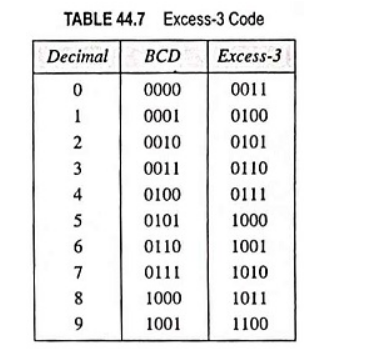 TABLE 44.7 Excess-3 Code
Decimal BCD Excess-3
0 0000 0011
1 0001 0100
2 0010 0101
3 0011 0110
4 0100 0111
5 0101 1000
6 0110 1001
7 0111 1010
8 1000 1011
9 1001 1100